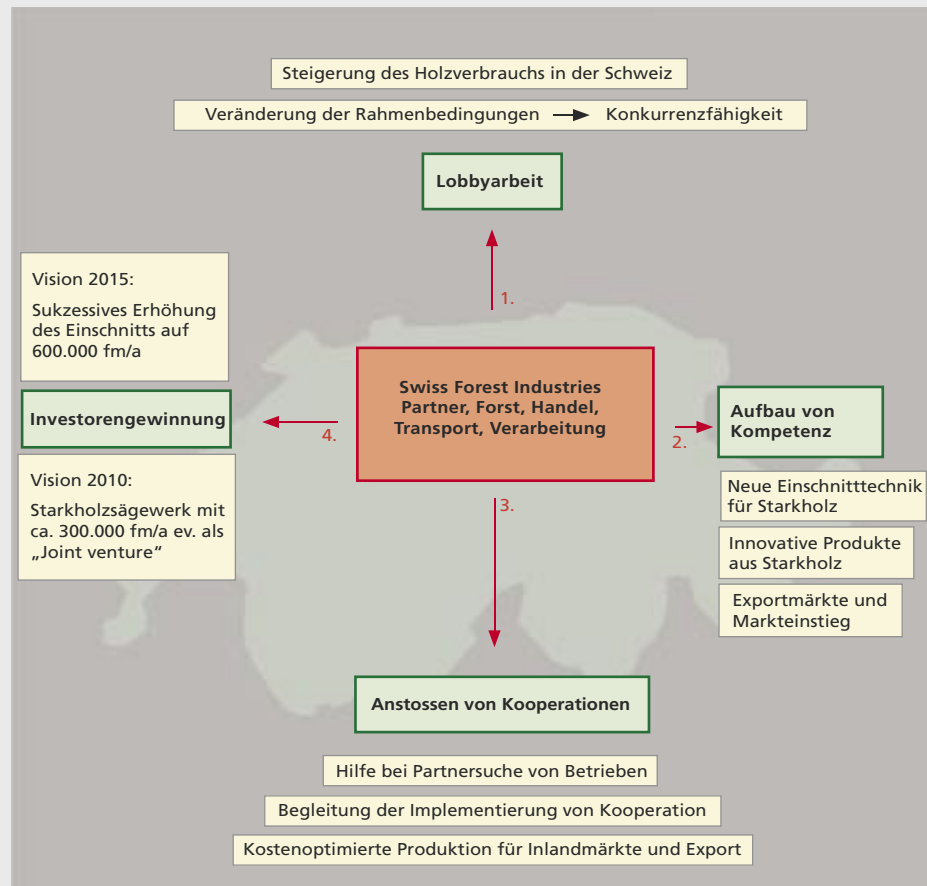 Steigerung des Holzverbrauchs in der Schweiz
Veränderung der Rahmenbedingungen → Konkurrenzfähigkeit
Lobbyarbeit
1.
Vision 2015:
Sukzessives Erhöhung
des Einschnitts auf
600.000 fm/a
Investorengewinnung
4.
Vision 2010:
Starkholzsägewerk mit
ca. 300.000 fm/a ev. als
„Joint venture“
Swiss Forest Industries
Partner, Forst, Handel,
Transport, Verarbeitung
2.
Aufbau von
Kompetenz
Neue Einschnitttechnik
für Starkholz
Innovative Produkte
aus Starkholz
Exportmärkte und
Markteinstieg
3.
Anstossen von Kooperationen
Hilfe bei Partnersuche von Betrieben
Begleitung der Implementierung von Kooperation
Kostenoptimierte Produktion für Inlandmärkte und Export